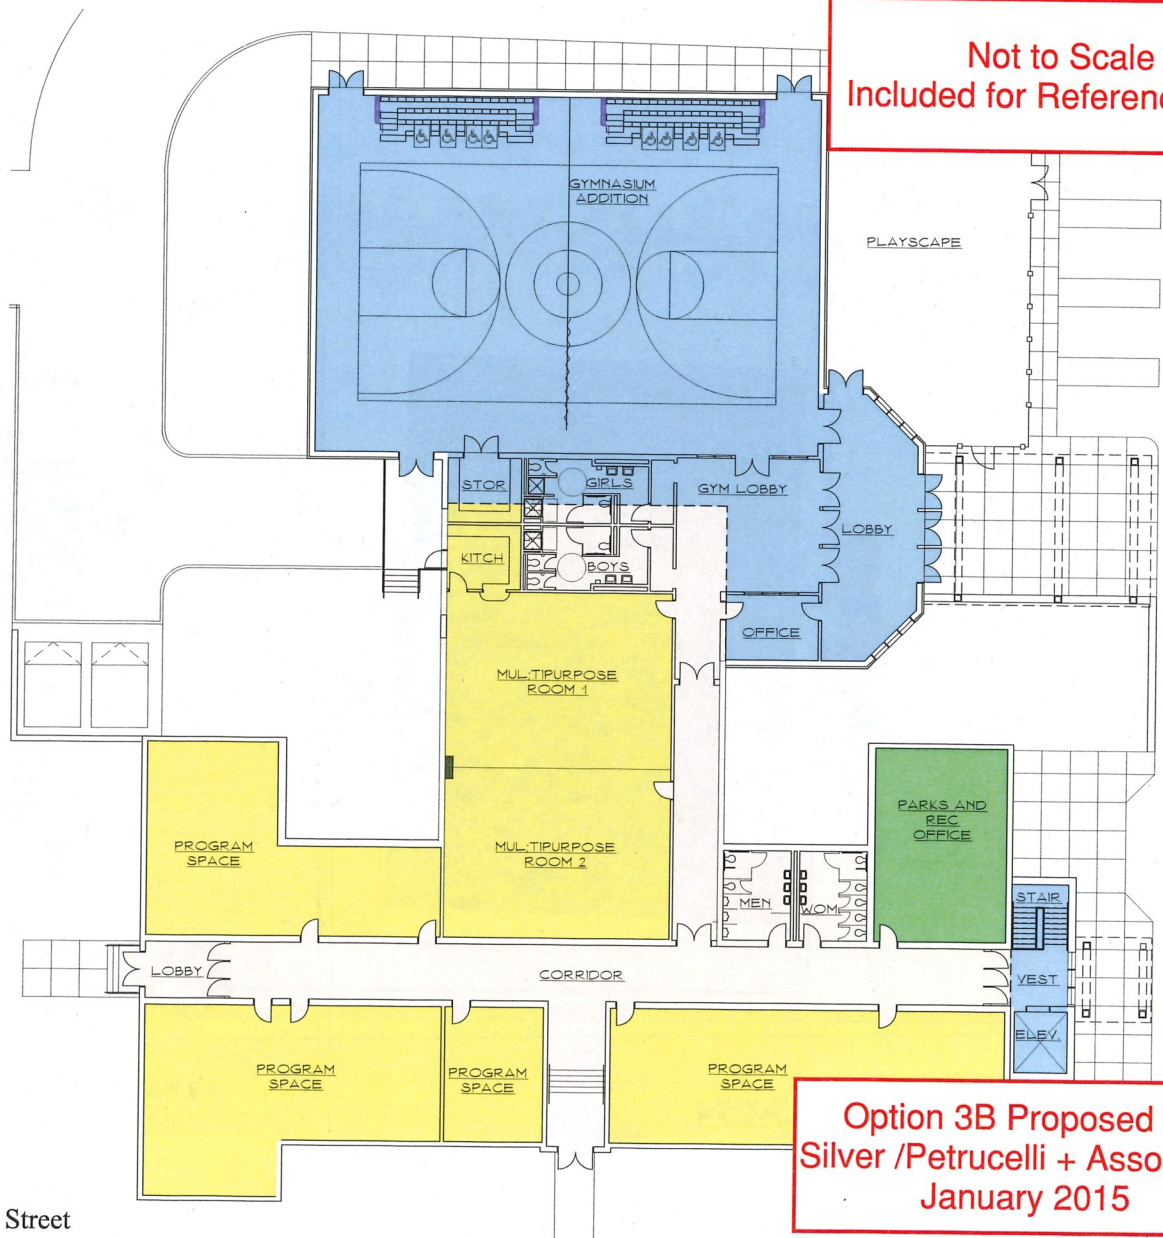 Not to Scale
Included for Referen
GYMNASIUM
ADDITION
PLAYSCAPE
STOR
GIRLS
GYM LOBBY
LOBBY
KITCH
BOYS
OFFICE
MUL;TIPURPOSE
ROOM 1
PARKS AND
REC
OFFICE
PROGRAM
SPACE
MUL;TIPURPOSE
ROOM 2
MEN
WOM
STAIR
LOBBY
CORRIDOR
VEST
ELEV.
PROGRAM
SPACE
PROGRAM
SPACE
PROGRAM
SPACE
Option 3B Proposed
Silver /Petrucelli + Asso
January 2015
Street